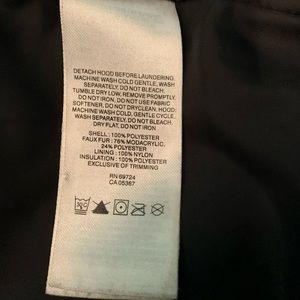 DETACH HOOD BEFORE LAUNDERING.
MACHINE WASH COLD GENTLE, WASH
SEPARATELY, DO NOT BLEACH.
TUMBLE DRY LOW, REMOVE PROMPTLY,
DO NOT IRON, DO NOT USE FABRIC
SOFTENER, DO NOT DRYCLEAN. HOOD:
MACHINE WASH COLD, GENTLE CYCLE,
WASH SEPARATELY, DO NOT BLEACH,
DRY FLAT, DO NOT IRON
SHELL : 100% POLYESTER
FAUX FUR : 76% MODACRYLIC,
24% POLYESTER
LINING : 100% NYLON
INSULATION : 100% POLYESTER
EXCLUSIVE OF TRIMMING
RN 69724
CA 05367